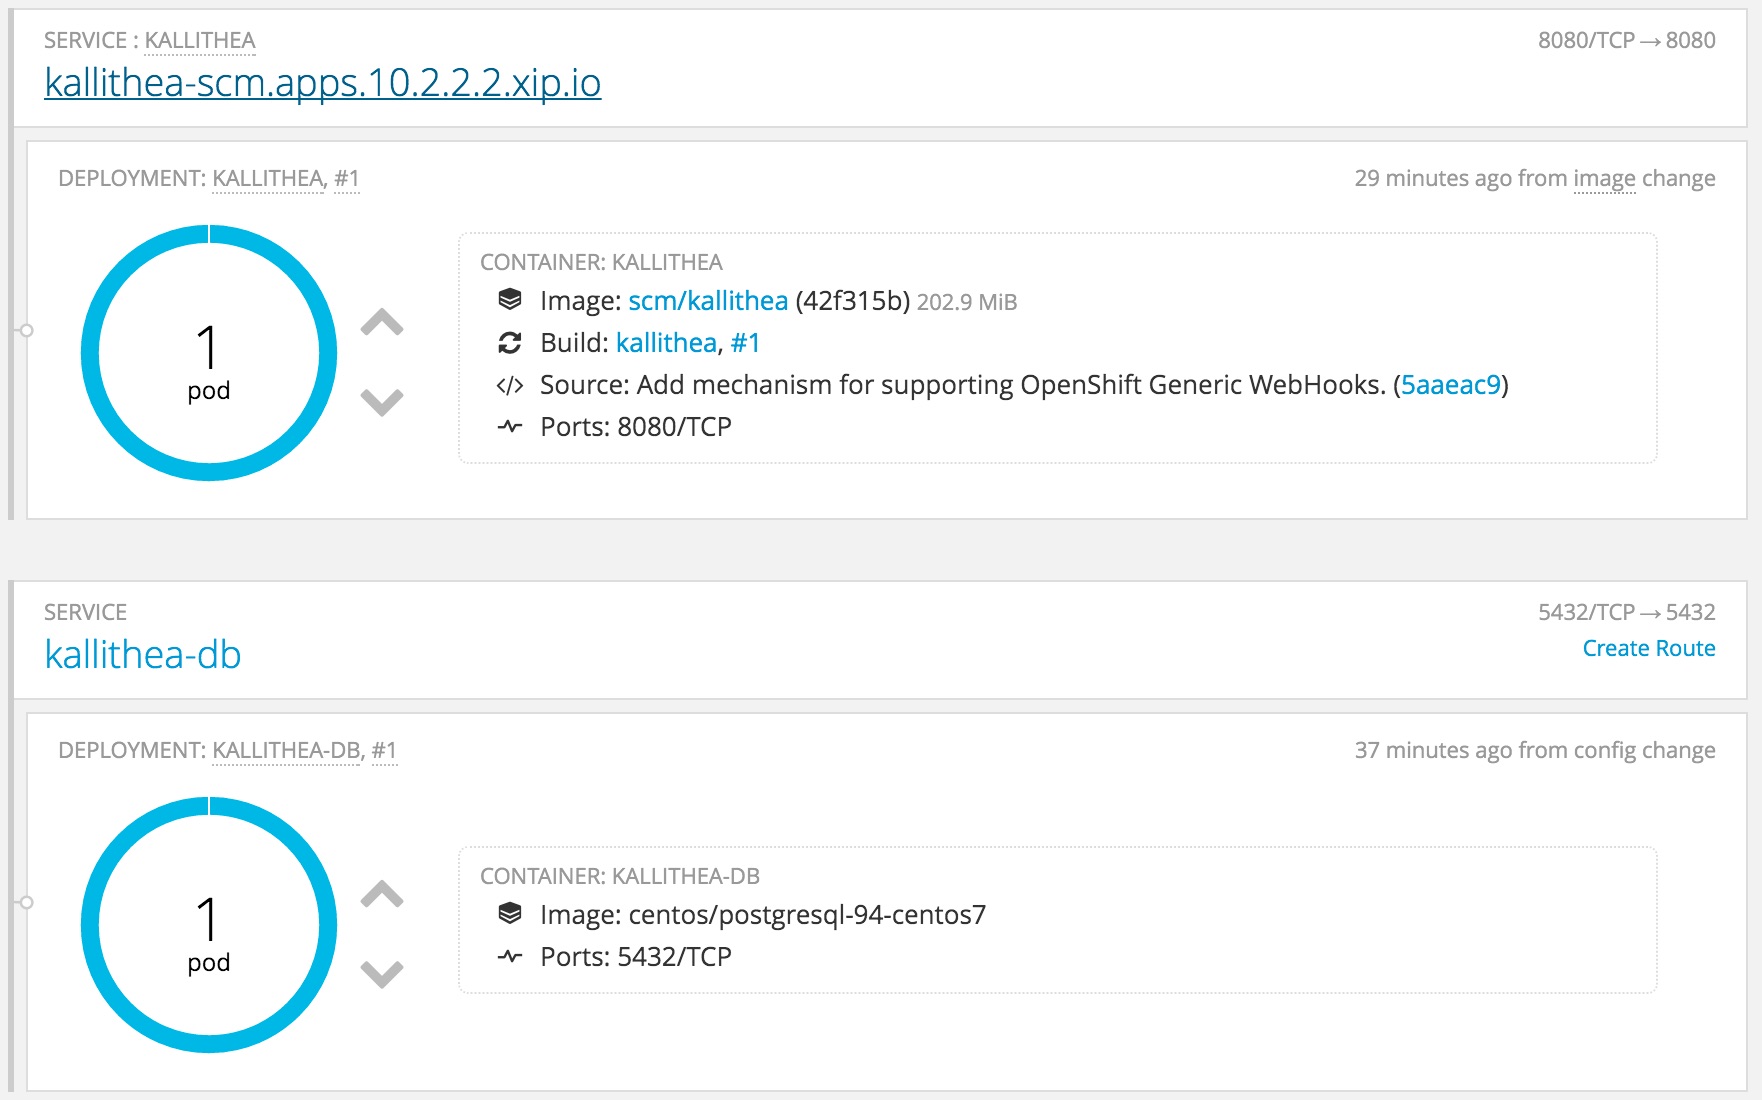 SERVICE : KALLITHEA
8080/TCP → 8080
kallithea-scm.apps.10.2.2.2.xip.io
DEPLOYMENT: KALLITHEA, #1
29 minutes ago from image change
1
pod
CONTAINER: KALLITHEA
Image: scm/kallithea (42f315b) 202.9 MiB
Build: kallithea, #1
</> Source: Add mechanism for supporting OpenShift Generic WebHooks. (5aaeac9)
Ports: 8080/TCP
SERVICE
5432/TCP → 5432
kallithea-db
Create Route
DEPLOYMENT: KALLITHEA-DB, #1
37 minutes ago from config change
1
pod
CONTAINER: KALLITHEA-DB
Image: centos/postgresql-94-centos7
Ports: 5432/TCP